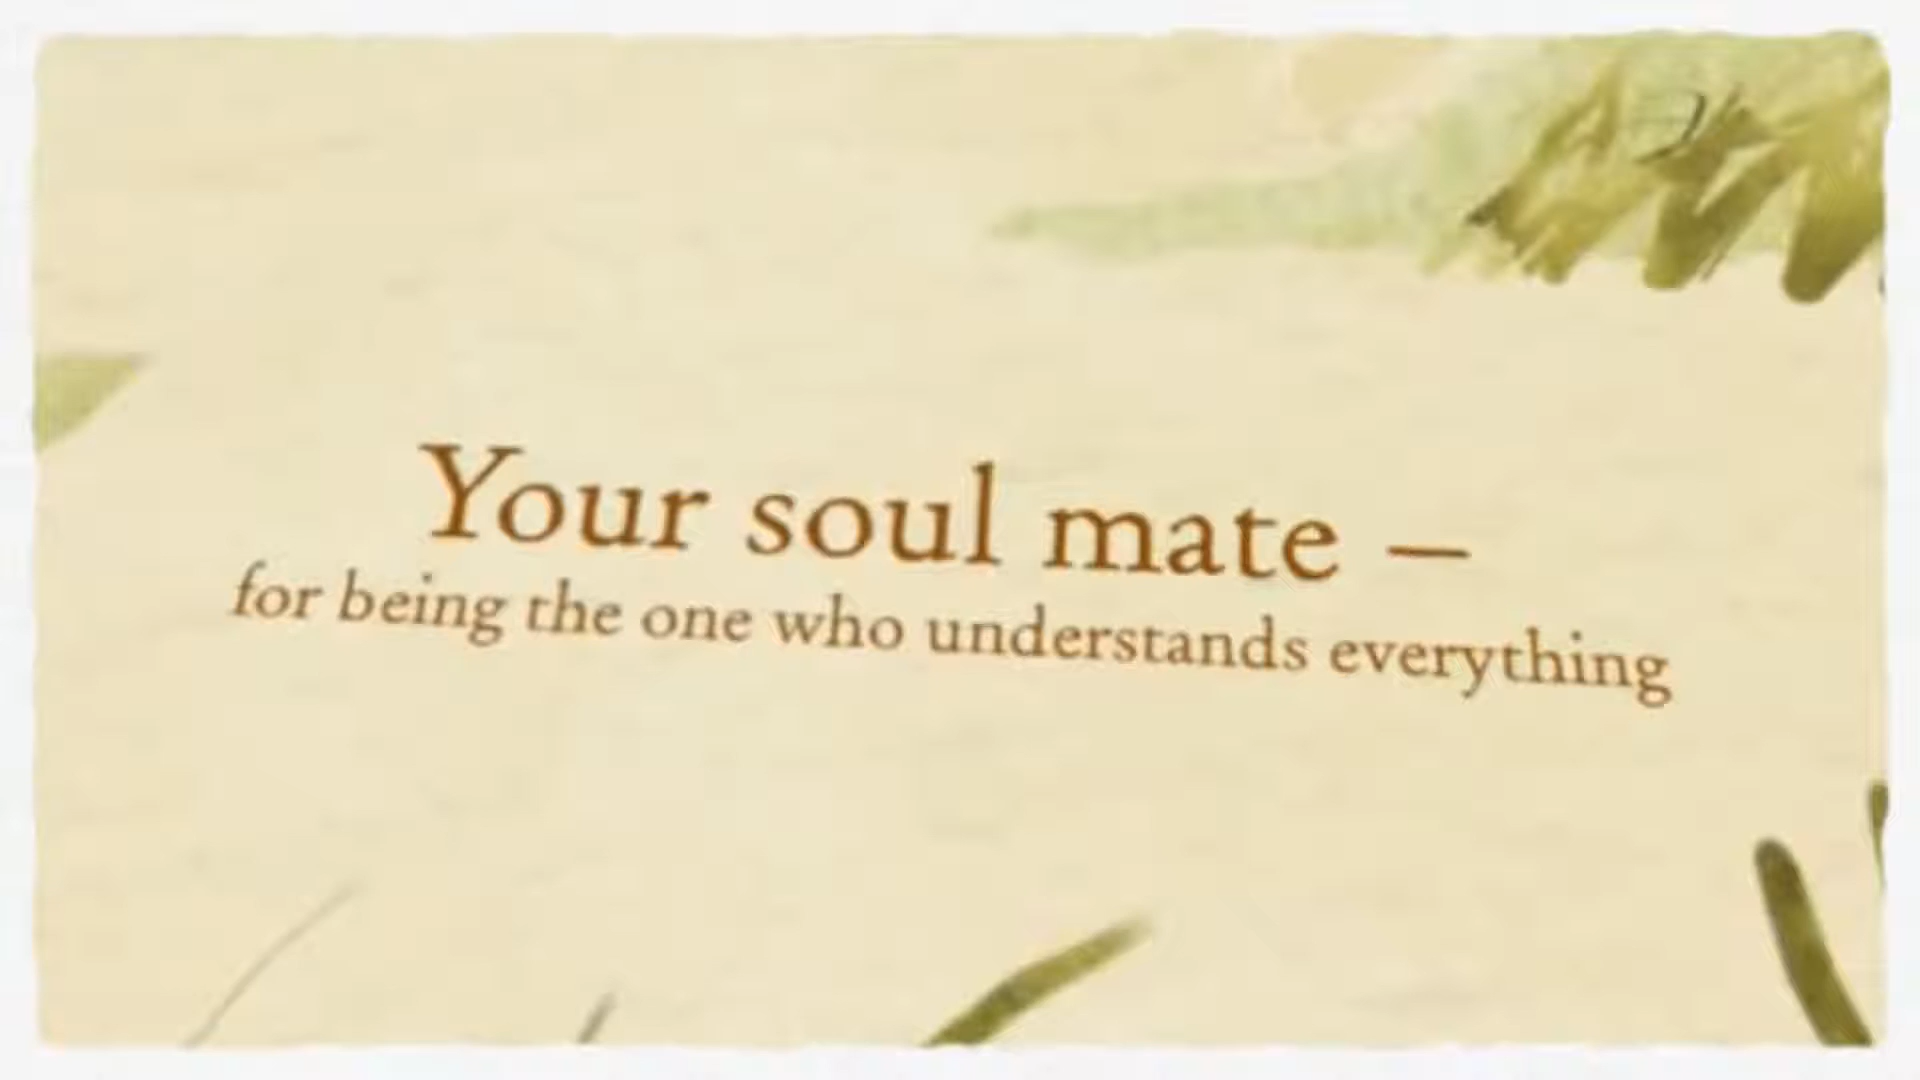 Your soul mate –
for being the one who understands everything